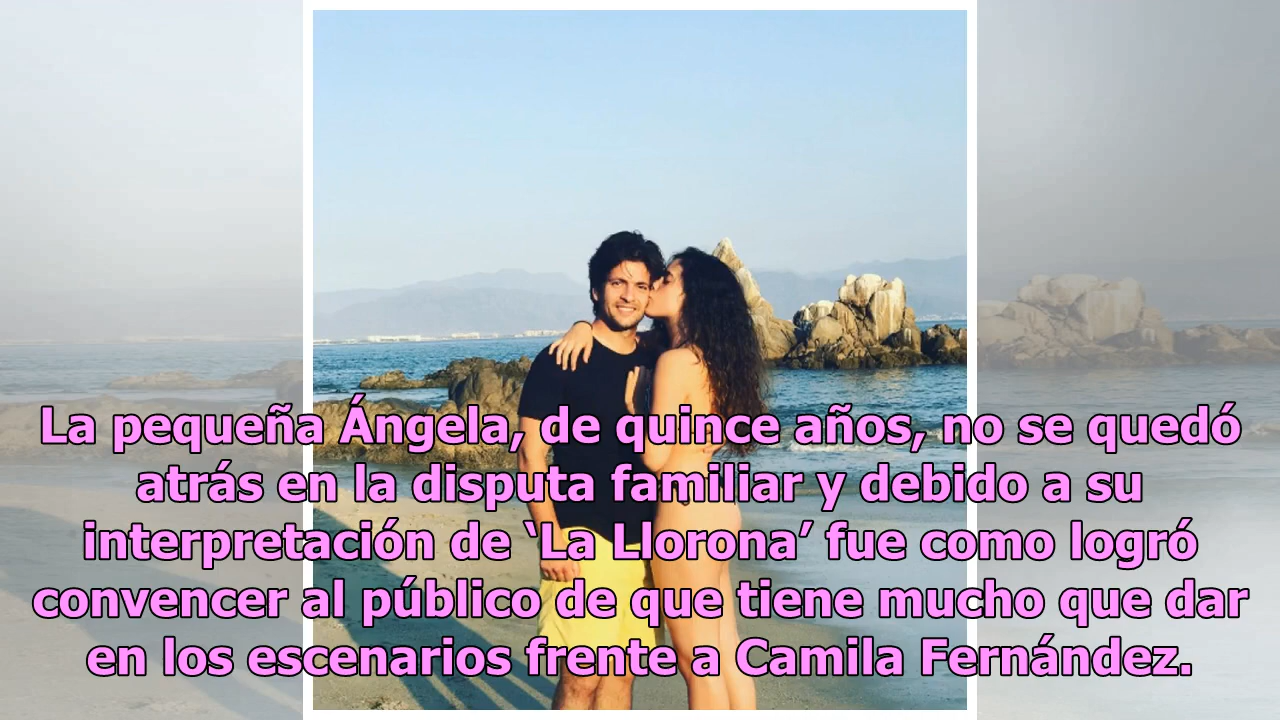 La pequeña Ángela, de quince años, no se quedó
atrás en la disputa familiar y debido a su
interpretación de ‘La Llorona’ fue como logró
convencer al público de que tiene mucho que dar
en los escenarios frente a Camila Fernández.